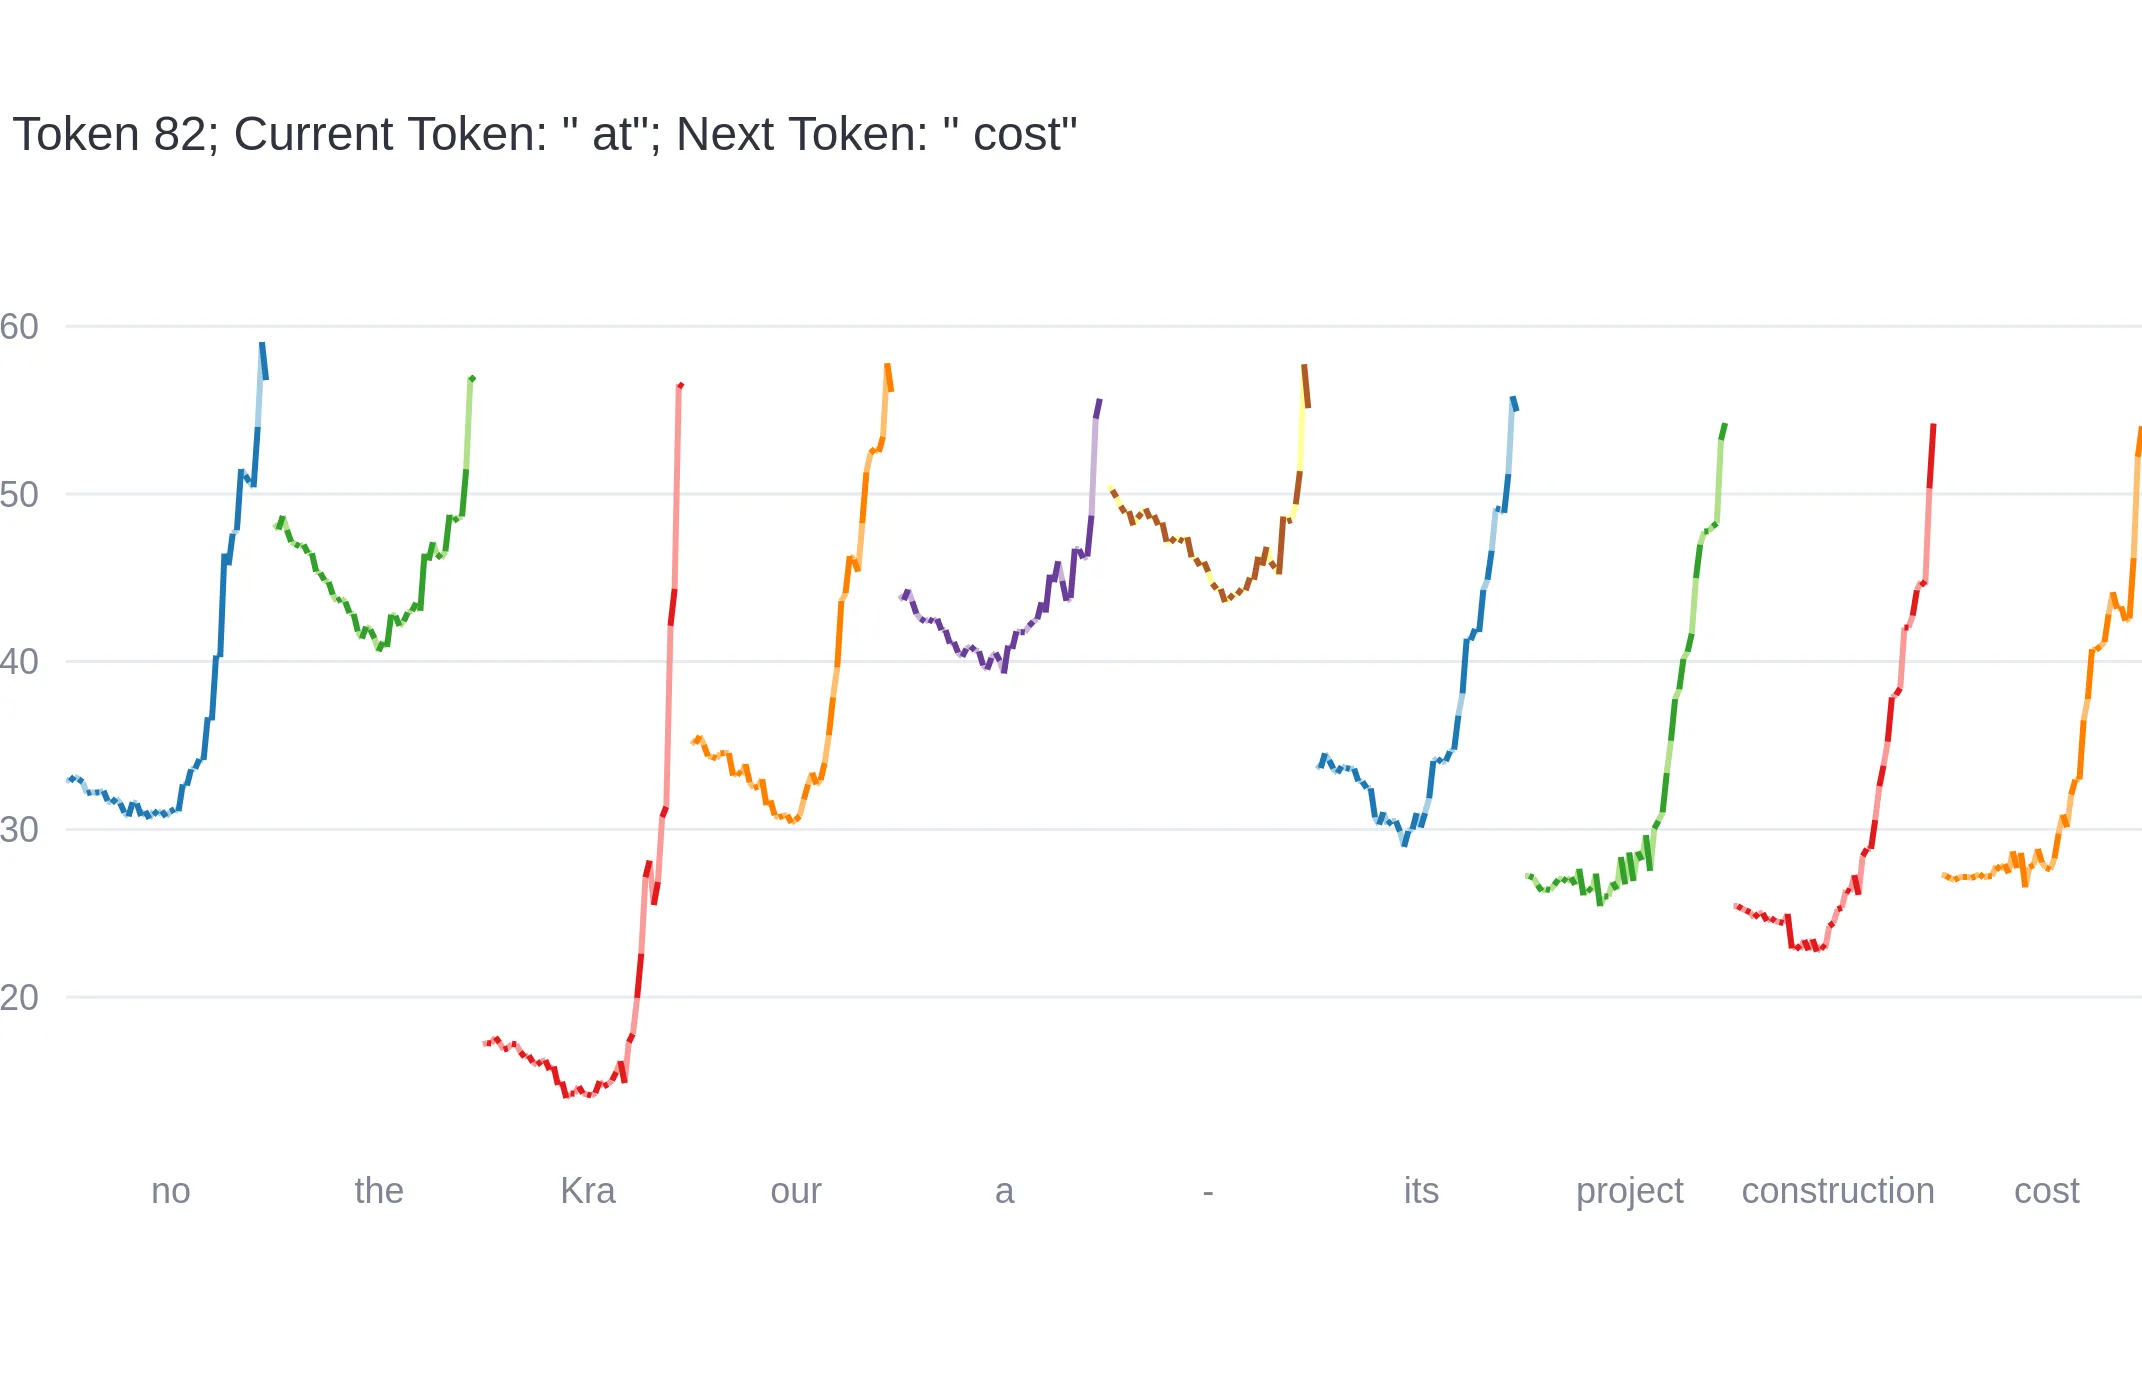 Token 82; Current Token: " at"; Next Token: " cost"
60
50
40
30
20
no the Kra our a - its project construction cost